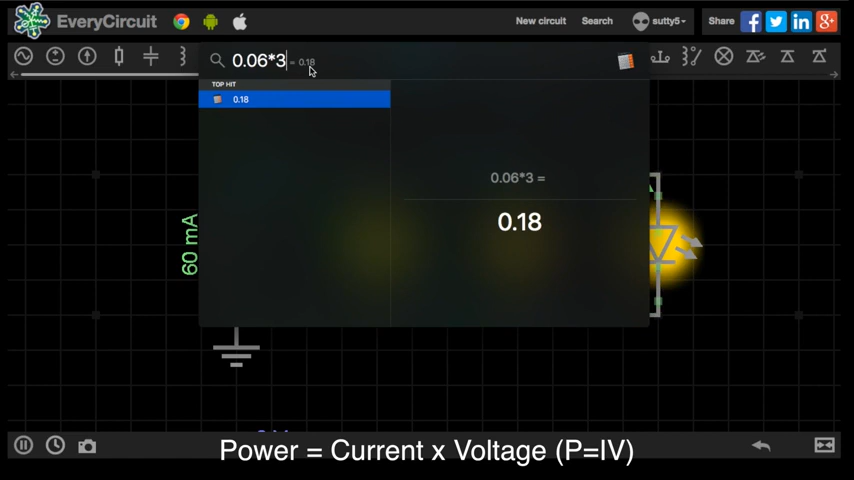 EveryCircuit
New circuit
Search
sutty5
Share
0.06*3 = 0.18
TOP HIT
0.18
0.06*3 =
0.18
60 mA
Power = Current x Voltage (P=IV)